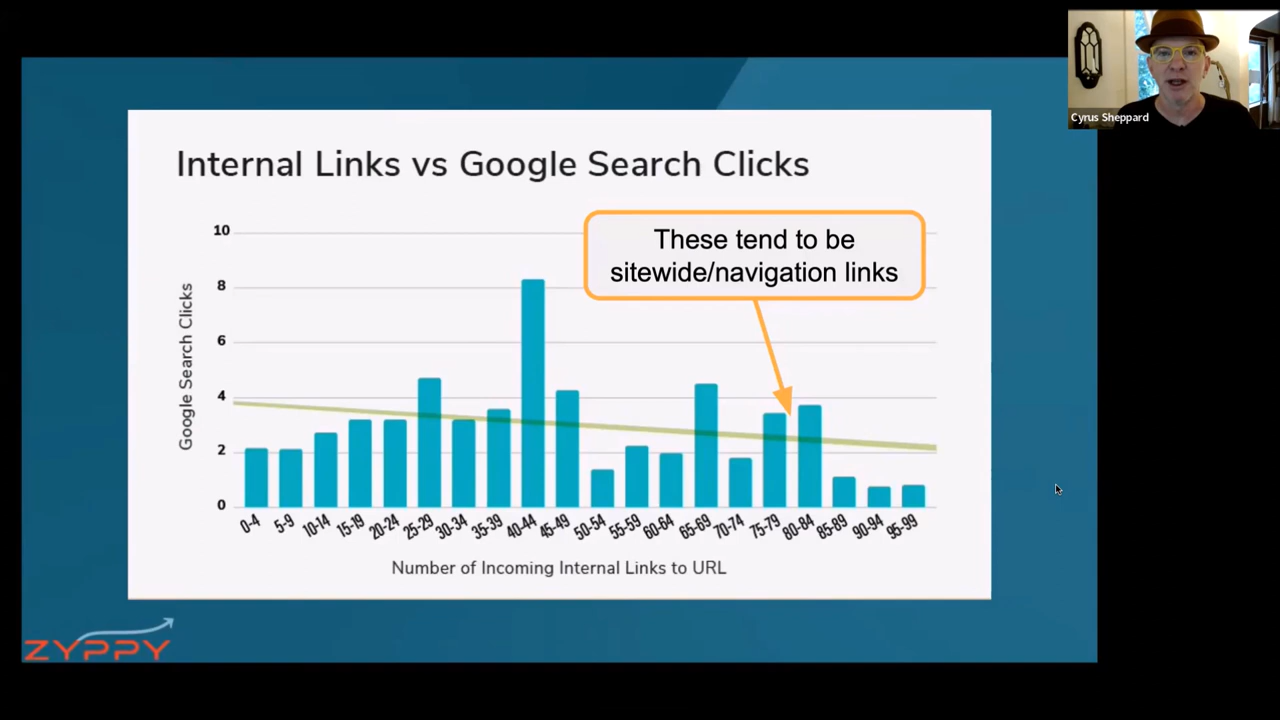 Cyrus Sheppard
Internal Links vs Google Search Clicks
These tend to be
sitewide/navigation links
Google Search Clicks
10
8
6
4
2
0
0-4 5-9 10-14 15-19 20-24 25-29 30-34 35-39 40-44 45-49 50-54 55-59 60-64 65-69 70-74 75-79 80-84 85-89 90-94 95-99
Number of Incoming Internal Links to URL
ZYPPY